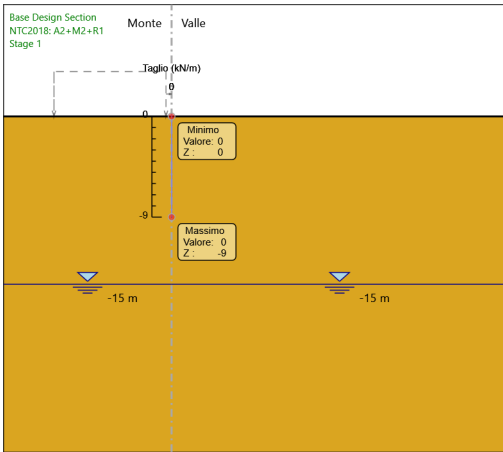 Base Design Section
NTC2018: A2+M2+R1
Stage 1
Monte
Valle
Taglio (kN/m)
0
0
Minimo
Valore: 0
Z : 0
-9
Massimo
Valore: 0
Z : -9
-15 m
-15 m